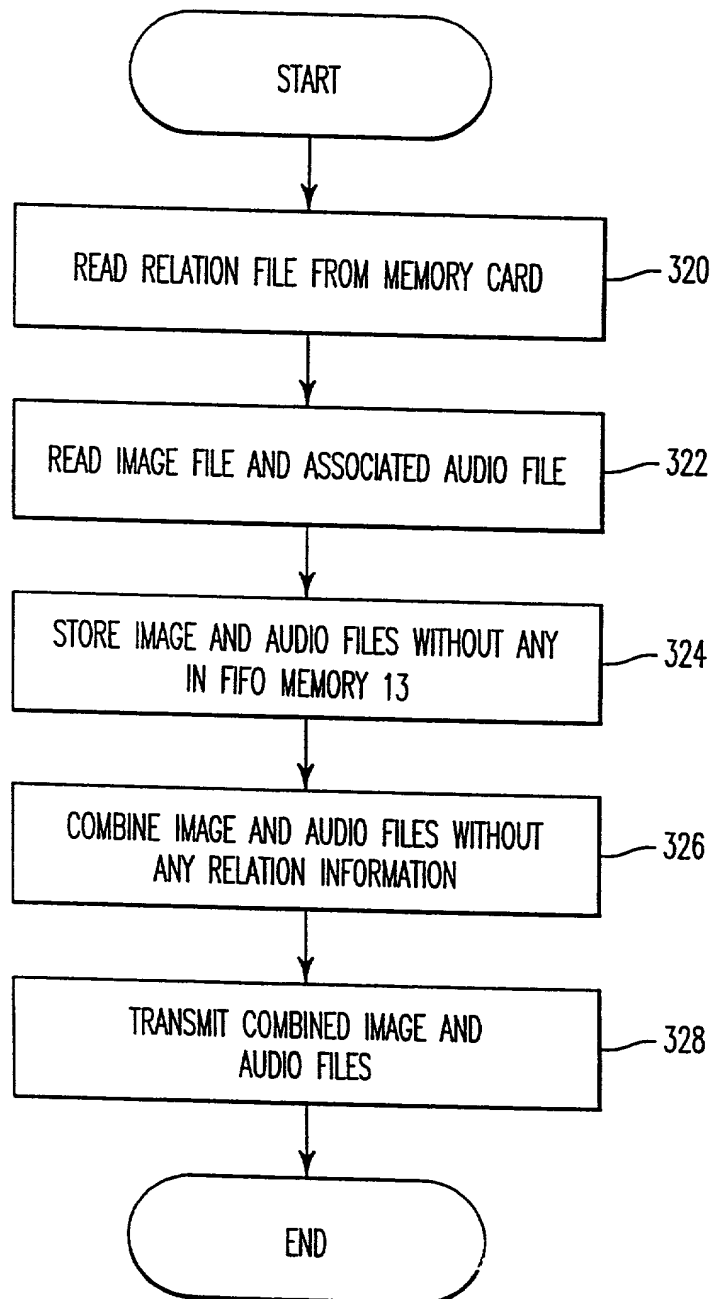 START
READ RELATION FILE FROM MEMORY CARD
320
READ IMAGE FILE AND ASSOCIATED AUDIO FILE
322
STORE IMAGE AND AUDIO FILES WITHOUT ANY
IN FIFO MEMORY 13
324
COMBINE IMAGE AND AUDIO FILES WITHOUT
ANY RELATION INFORMATION
326
TRANSMIT COMBINED IMAGE AND
AUDIO FILES
328
END